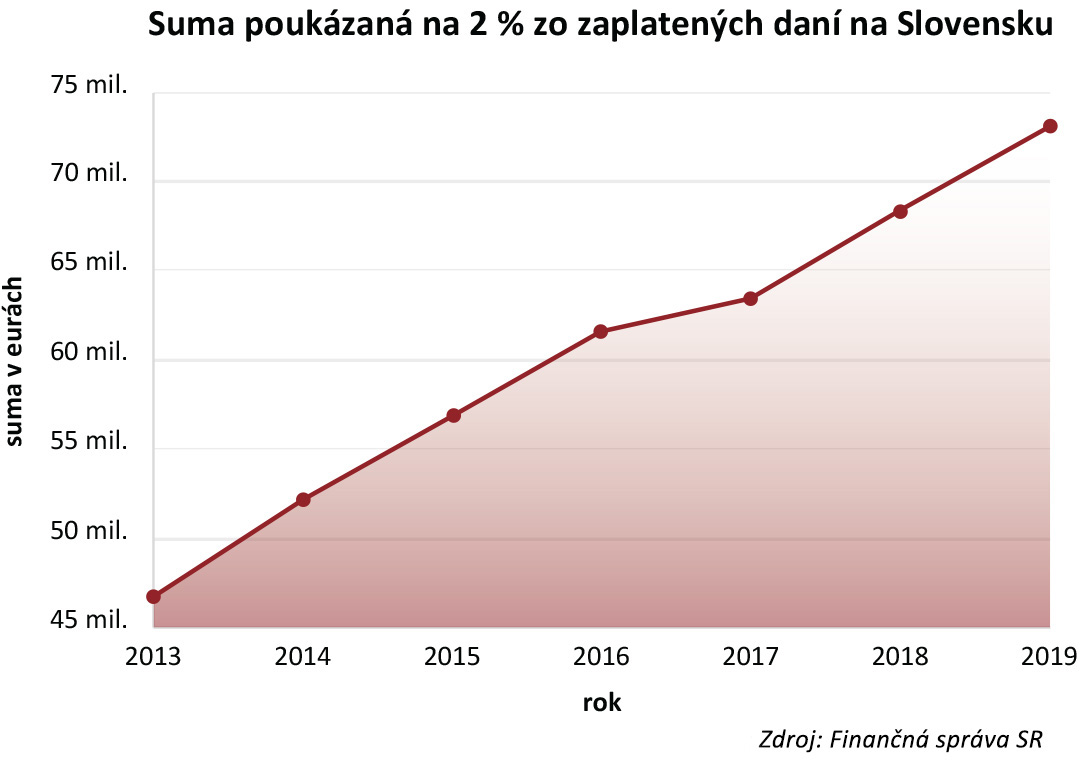 Suma poukázaná na 2 % zo zaplatených daní na Slovensku
75 mil.
70 mil.
65 mil.
60 mil.
55 mil.
50 mil.
45 mil.
suma v eurách
2013 2014 2015 2016 2017 2018 2019
rok
Zdroj: Finančná správa SR